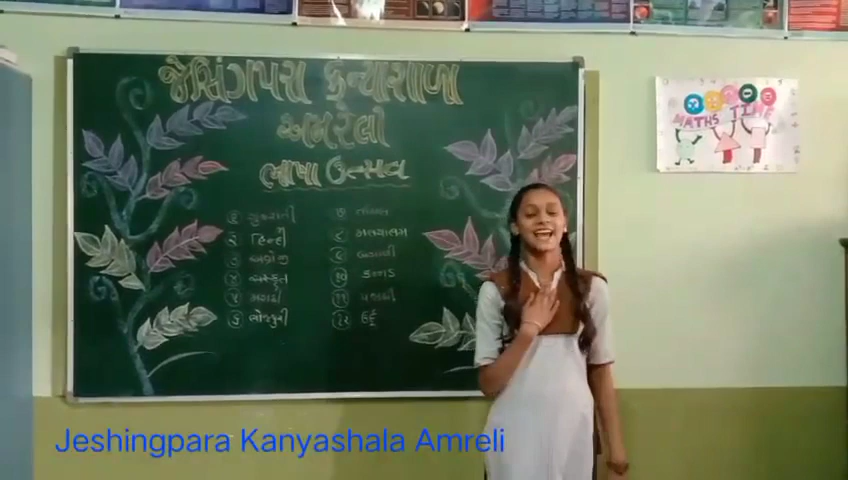 જેસિંગપરા કન્યાશાળા
અમરેલી
ભાષા ઉત્સવ
૧ ગુજરાતી
૨ હિન્દી
૩ અંગ્રેજી
૪ સંસ્કૃત
૫ મરાઠી
૬ ભોજપુરી
૭ તમિલ
૮ મલયાલમ
૯ બંગાળી
૧૦ કન્નડ
૧૧ પંજાબી
૧૨ ઉર્દૂ
MATHS TIME
Jeshingpara Kanyashala Amreli